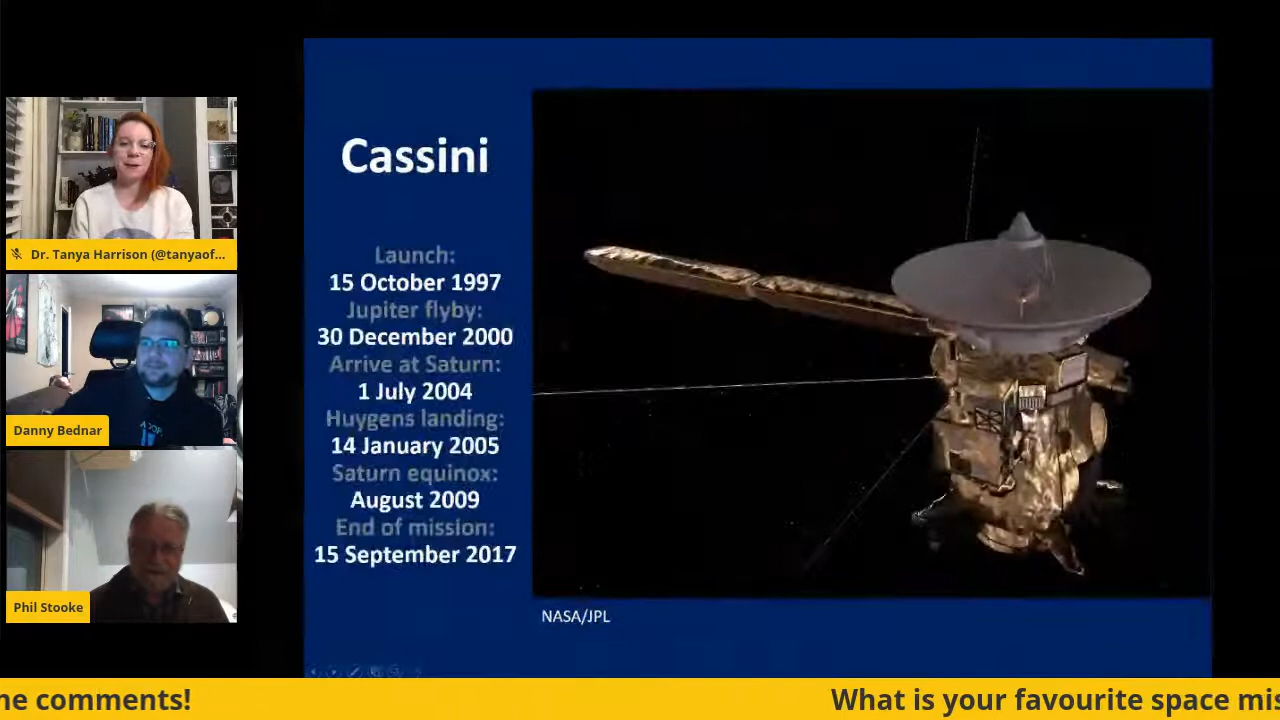 Dr. Tanya Harrison (@tanyaof...
Danny Bednar
Phil Stooke
Cassini
Launch:
15 October 1997
Jupiter flyby:
30 December 2000
Arrive at Saturn:
1 July 2004
Huygens landing:
14 January 2005
Saturn equinox:
August 2009
End of mission:
15 September 2017
NASA/JPL
ne comments! What is your favourite space mis